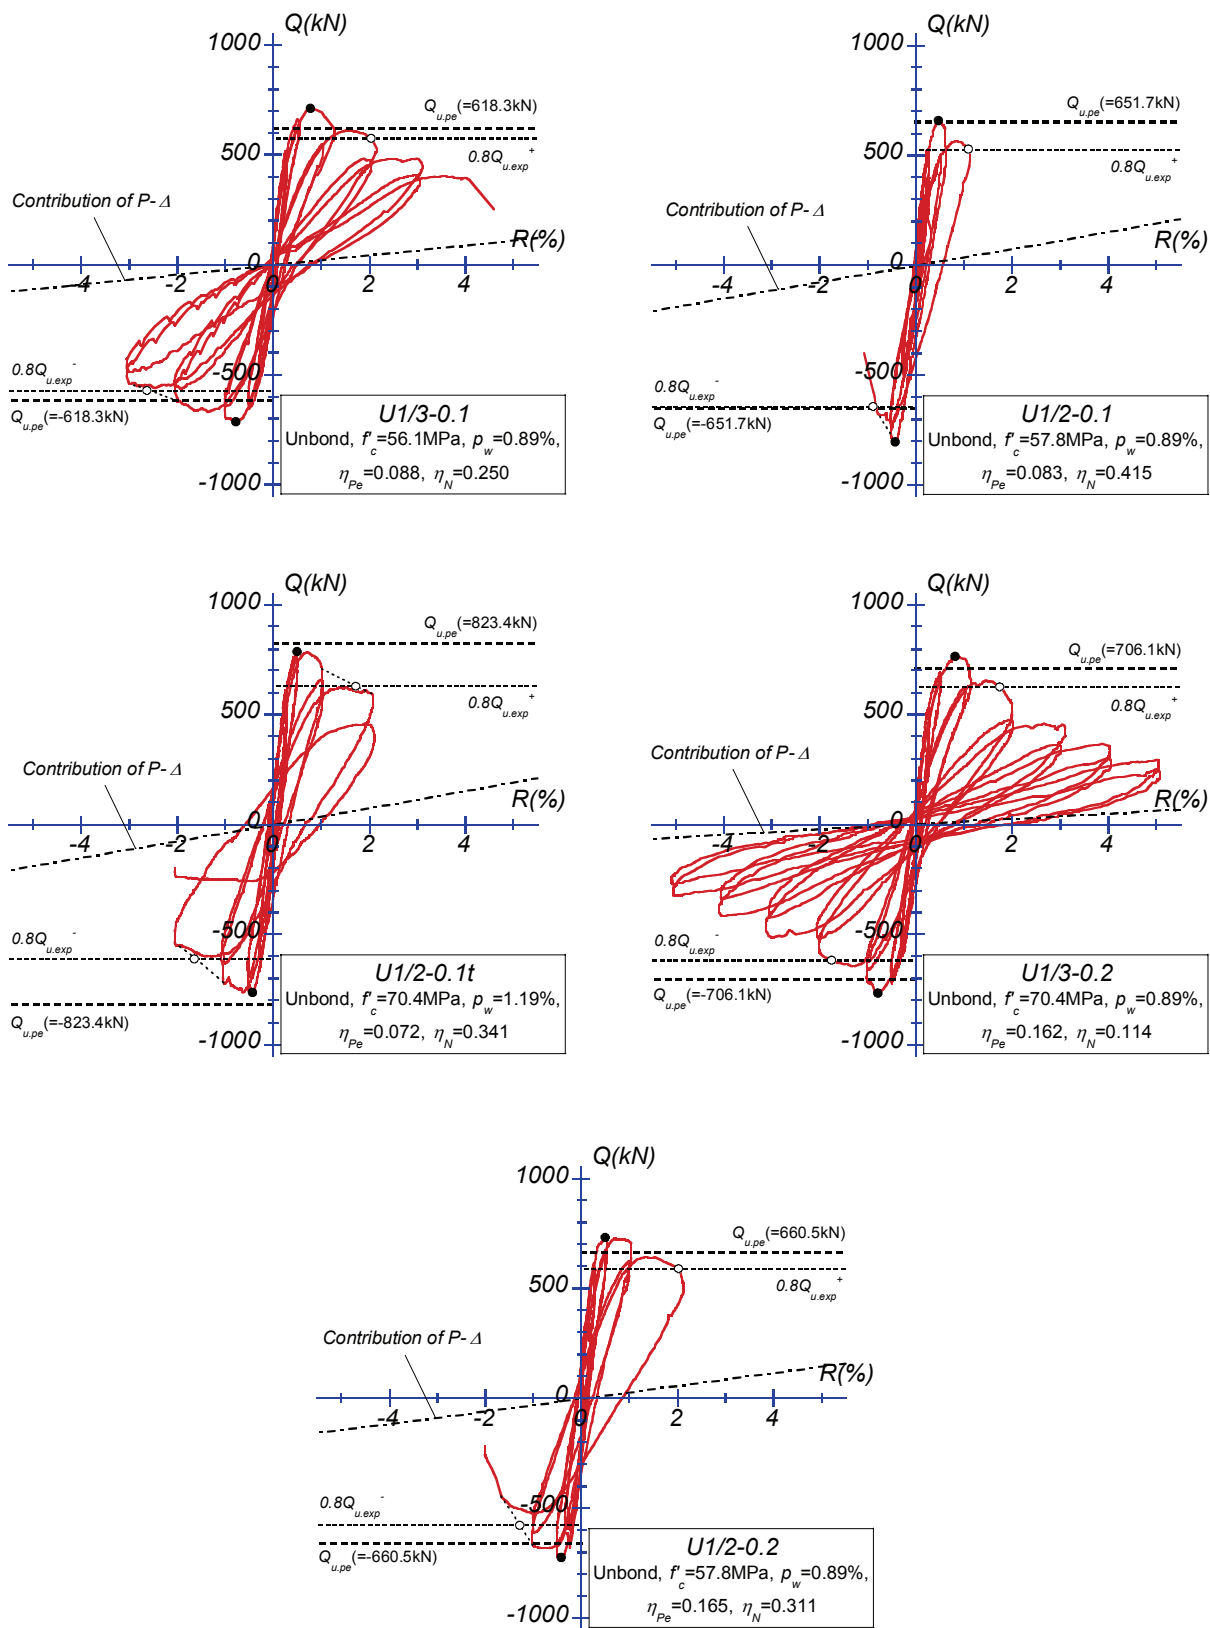 Q(kN)
1000
Q u.pe (=618.3kN)
500
0.8Q u.exp +
Contribution of P- Δ
R(%)
0
-4 -2 0 2 4
0.8Q u.exp -
-500
Q u.pe (=-618.3kN)
U1/3-0.1
Unbond, f'c=56.1MPa, pw=0.89%,
ηPe=0.088, ηN=0.250
-1000
Q(kN)
1000
Q u.pe (=651.7kN)
500
0.8Q u.exp +
Contribution of P- Δ
R(%)
0
-4 -2 0 2 4
0.8Q u.exp -
-500
Q u.pe (=-651.7kN)
U1/2-0.1
Unbond, f'c=57.8MPa, pw=0.89%,
ηPe=0.083, ηN=0.415
-1000
Q(kN)
1000
Q u.pe (=823.4kN)
0.8Q u.exp +
500
Contribution of P- Δ
R(%)
0
-4 -2 0 2 4
0.8Q u.exp -
-500
Q u.pe (=-823.4kN)
U1/2-0.1t
Unbond, f'c=70.4MPa, pw=1.19%,
ηPe=0.072, ηN=0.341
-1000
Q(kN)
1000
Q u.pe (=706.1kN)
0.8Q u.exp +
500
Contribution of P- Δ
R(%)
0
-4 -2 0 2 4
0.8Q u.exp -
-500
Q u.pe (=-706.1kN)
U1/3-0.2
Unbond, f'c=70.4MPa, pw=0.89%,
ηPe=0.162, ηN=0.114
-1000
Q(kN)
1000
Q u.pe (=660.5kN)
500
0.8Q u.exp +
Contribution of P- Δ
R(%)
0
-4 -2 0 2 4
0.8Q u.exp -
-500
Q u.pe (=-660.5kN)
U1/2-0.2
Unbond, f'c=57.8MPa, pw=0.89%,
ηPe=0.165, ηN=0.311
-1000